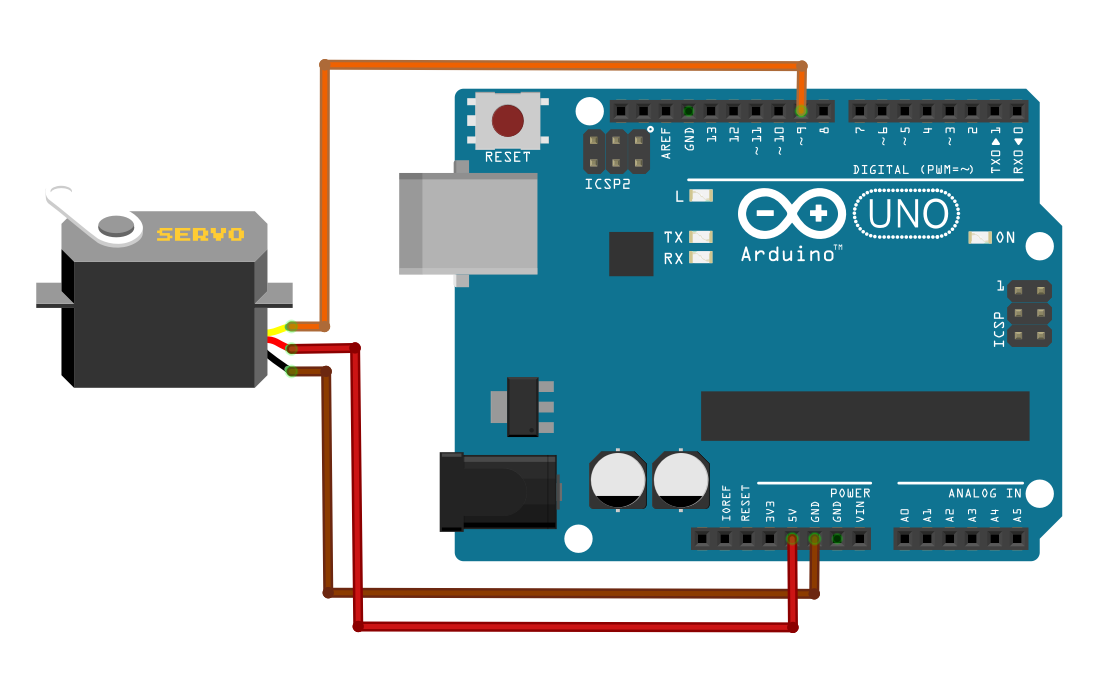 RESET
ICSP2
AREF
GND
13
12
~11
~10
~9
8
7
~6
~5
4
~3
2
TX0▶1
RX0◀0
DIGITAL (PWM=~)
L
TX
RX
Arduino™
UNO
ON
SERVO
1
ICSP
POWER
ANALOG IN
IOREF
RESET
3V3
5V
GND
GND
VIN
A0
A1
A2
A3
A4
A5